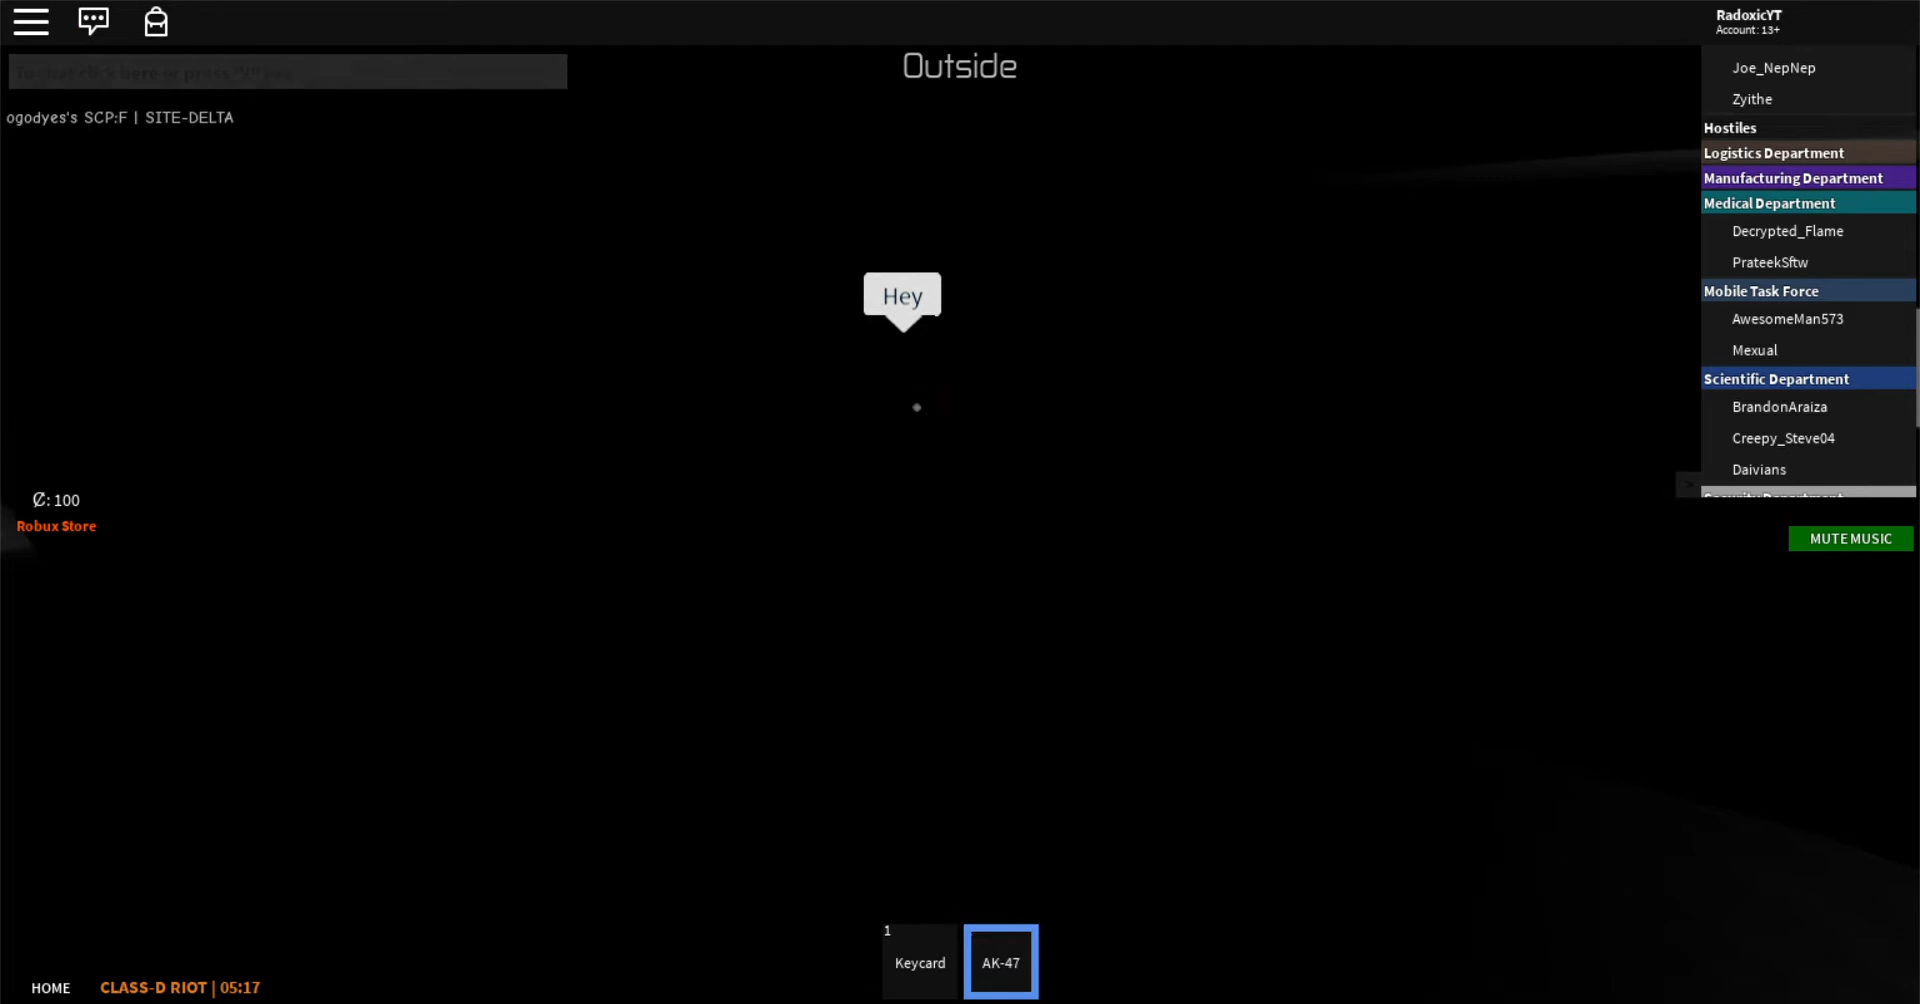 RadoxicYT
Account: 13+
Outside
ogodyes's SCP:F | SITE-DELTA
Joe_NepNep
Zyithe
Hostiles
Logistics Department
Manufacturing Department
Medical Department
Decrypted_Flame
PrateekSftw
Mobile Task Force
AwesomeMan573
Mexual
Scientific Department
BrandonAraiza
Creepy_Steve04
Daivians
Hey
>
₡: 100
Robux Store
MUTE MUSIC
1
Keycard
AK-47
HOME
CLASS-D RIOT | 05:17